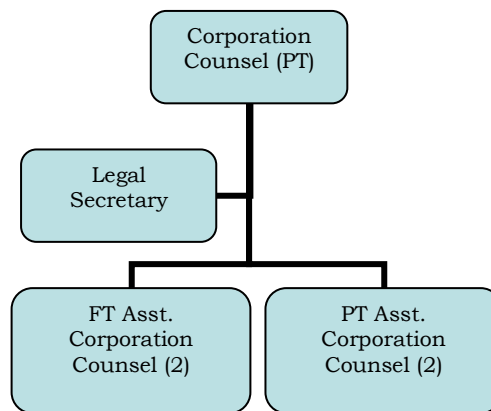 Corporation
Counsel (PT)
Legal
Secretary
FT Asst.
Corporation
Counsel (2)
PT Asst.
Corporation
Counsel (2)